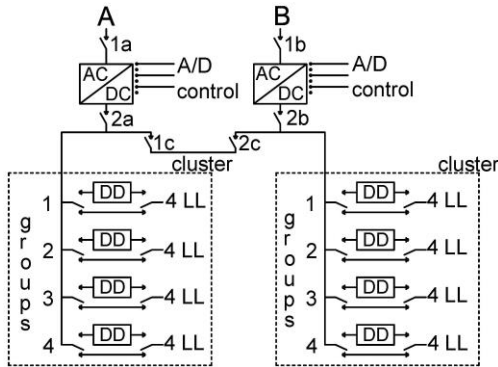 A B
1a 1b
AC DC A/D control AC DC A/D control
2a 2b
1c 2c
cluster cluster
groups groups
1 DD 4 LL 1 DD 4 LL
2 DD 4 LL 2 DD 4 LL
3 DD 4 LL 3 DD 4 LL
4 DD 4 LL 4 DD 4 LL